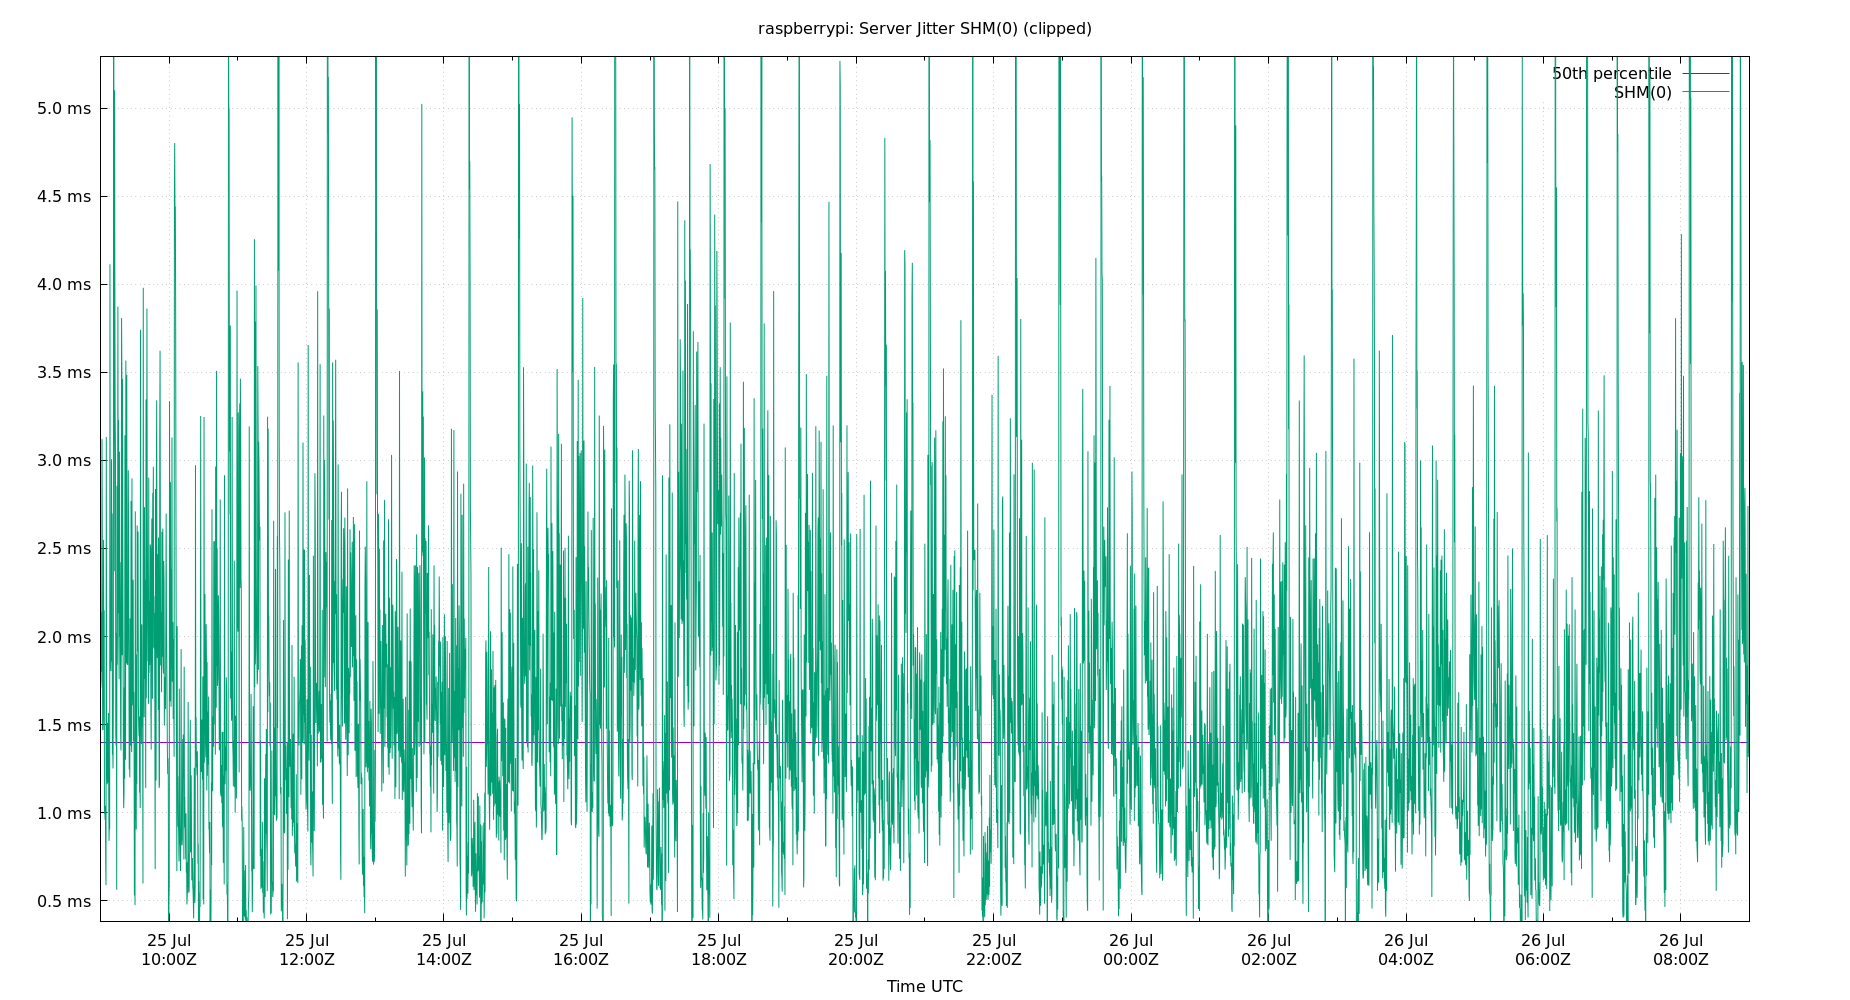 raspberrypi: Server Jitter SHM(0) (clipped)
50th percentile
SHM(0)
5.0 ms
4.5 ms
4.0 ms
3.5 ms
3.0 ms
2.5 ms
2.0 ms
1.5 ms
1.0 ms
0.5 ms
25 Jul 25 Jul 25 Jul 25 Jul 25 Jul 25 Jul 25 Jul 26 Jul 26 Jul 26 Jul 26 Jul 26 Jul
10:00Z 12:00Z 14:00Z 16:00Z 18:00Z 20:00Z 22:00Z 00:00Z 02:00Z 04:00Z 06:00Z 08:00Z
Time UTC